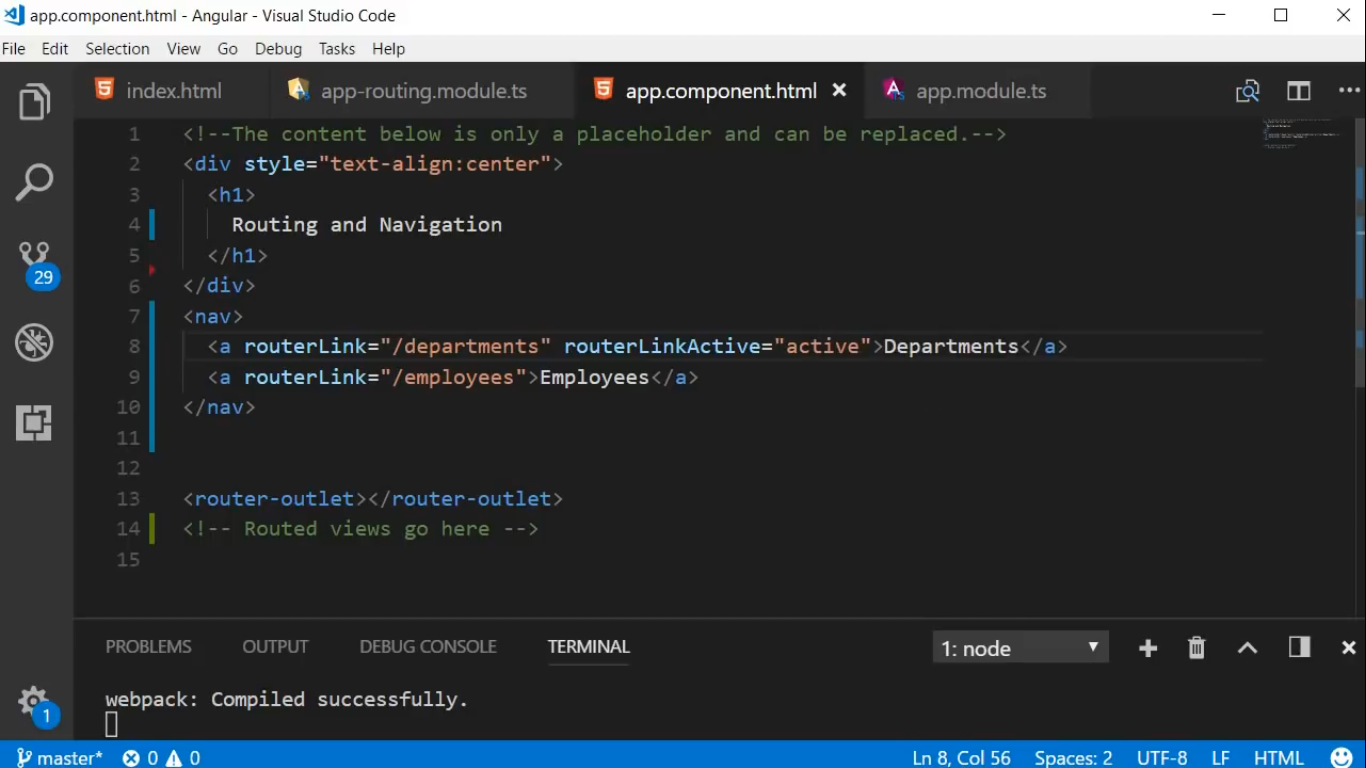 app.component.html - Angular - Visual Studio Code
File Edit Selection View Go Debug Tasks Help
index.html app-routing.module.ts app.component.html app.module.ts
1 <!--The content below is only a placeholder and can be replaced.-->
2 <div style="text-align:center">
3 <h1>
4 Routing and Navigation
5 </h1>
6 </div>
7 <nav>
8 <a routerLink="/departments" routerLinkActive="active">Departments</a>
9 <a routerLink="/employees">Employees</a>
10 </nav>
11
12
13 <router-outlet></router-outlet>
14 <!-- Routed views go here -->
15
29
PROBLEMS OUTPUT DEBUG CONSOLE TERMINAL 1: node
webpack: Compiled successfully.
1
master* 0 0 Ln 8, Col 56 Spaces: 2 UTF-8 LF HTML